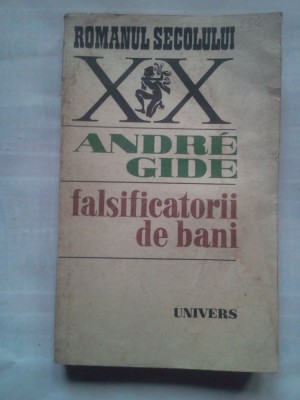 ROMANUL SECOLULUI
XX
ANDRÉ
GIDE
falsificatorii
de bani
UNIVERS